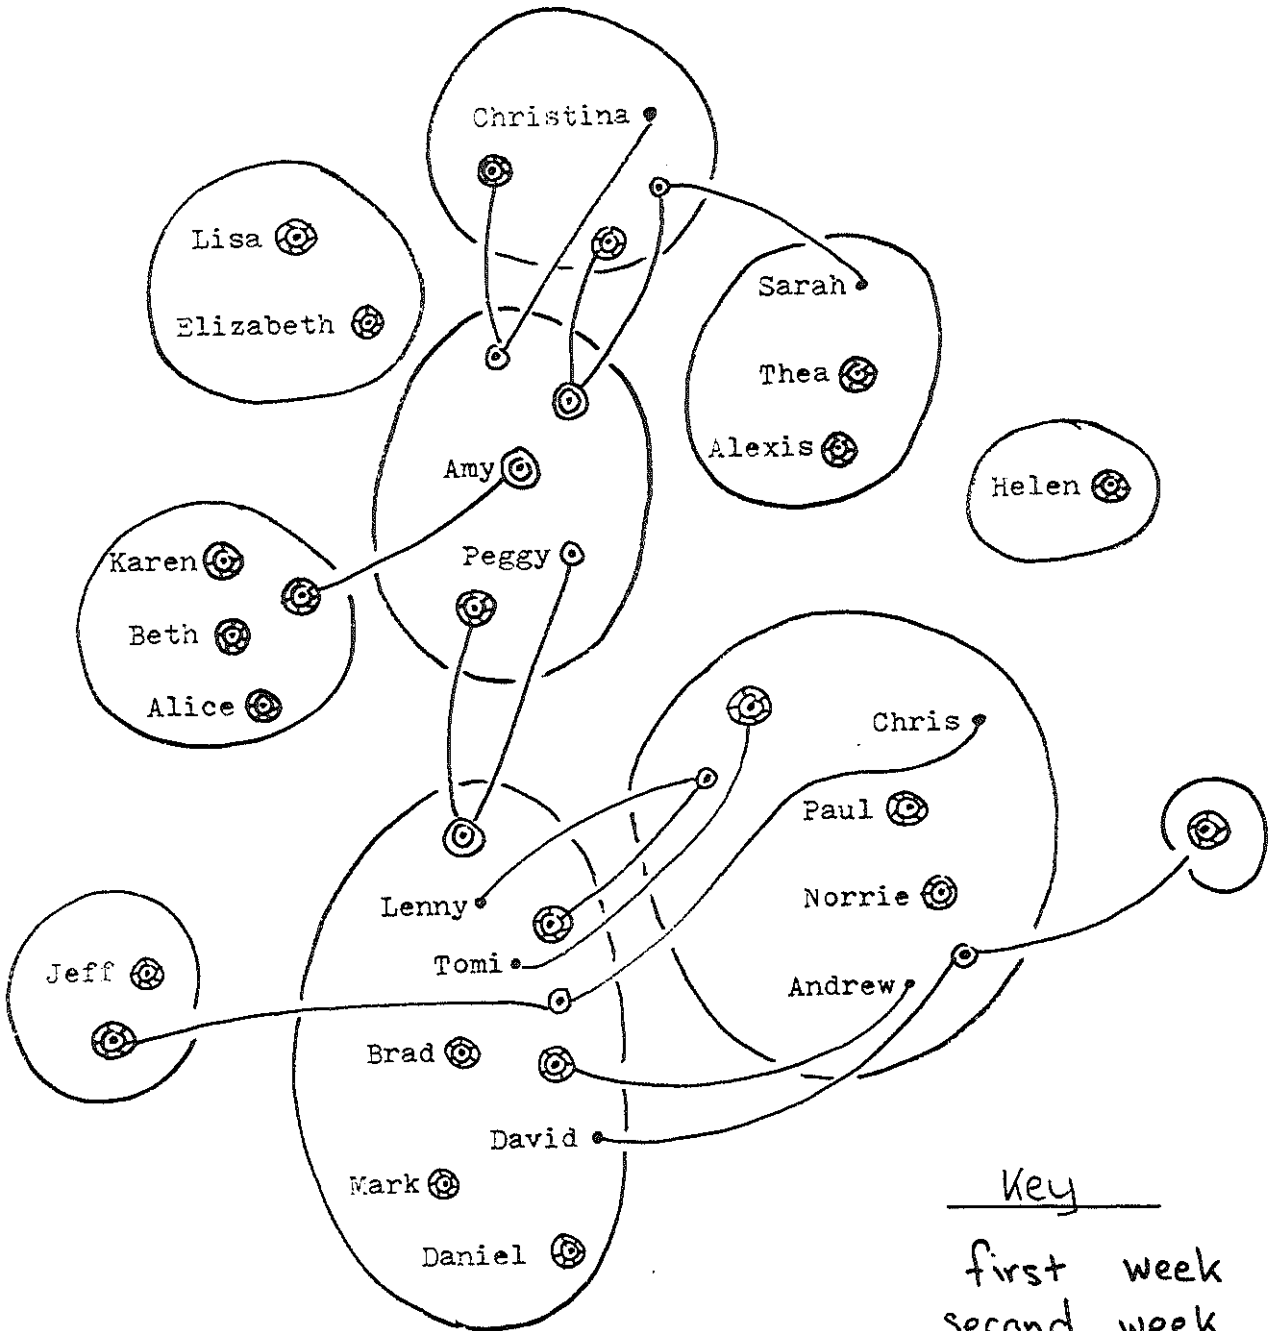 Christina
Lisa
Sarah
Elizabeth
Thea
Alexis
Amy
Helen
Karen
Peggy
Beth
Alice
Chris
Paul
Norrie
Lenny
Tomi
Jeff
Andrew
Brad
David
Mark
Daniel
Key
first week
second week